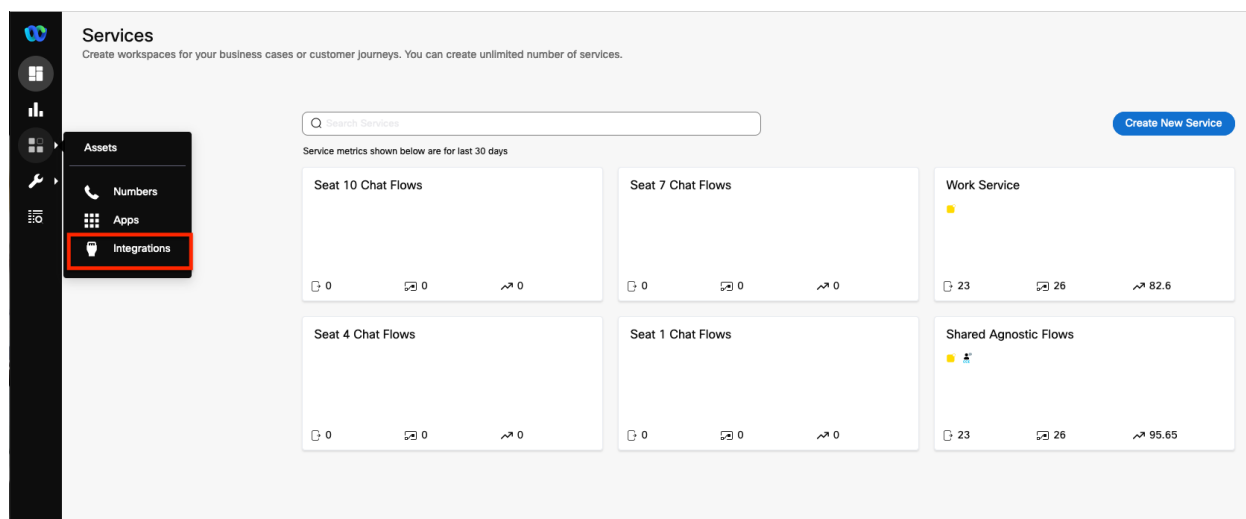 Services
Create workspaces for your business cases or customer journeys. You can create unlimited number of services.
Search Services
Create New Service
Service metrics shown below are for last 30 days
Assets
Numbers
Apps
Integrations
Seat 10 Chat Flows
0 0 0
Seat 7 Chat Flows
0 0 0
Work Service
23 26 82.6
Seat 4 Chat Flows
0 0 0
Seat 1 Chat Flows
0 0 0
Shared Agnostic Flows
23 26 95.65